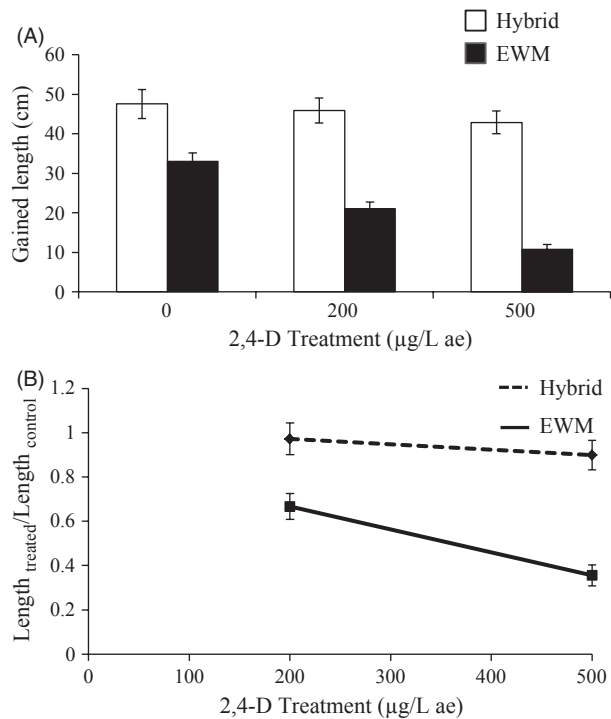 (A)
Hybrid
EWM
Gained length (cm)
60
50
40
30
20
10
0
0 200 500
2,4-D Treatment (µg/L ae)
(B)
Hybrid
EWM
Length treated/Length control
1.2
1
0.8
0.6
0.4
0.2
0
0 100 200 300 400 500
2,4-D Treatment (µg/L ae)